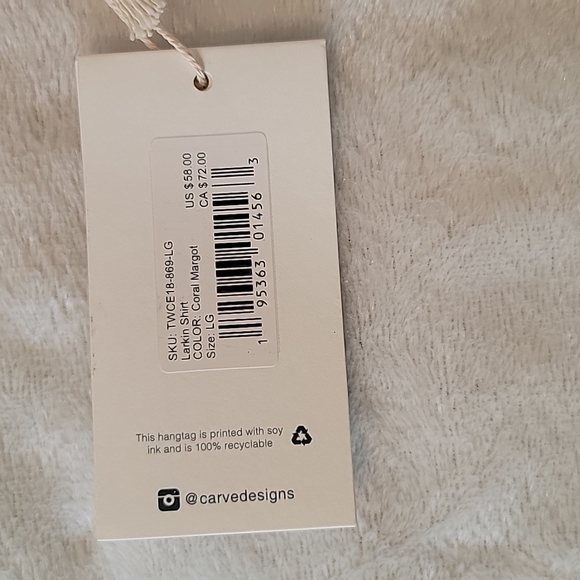 SKU: TWCE18-869-LG
Larkin Shirt US $58.00
COLOR: Coral Margot CA $72.00
Size: LG
1 95363 01456 3
This hangtag is printed with soy
ink and is 100% recyclable
@carvedesigns